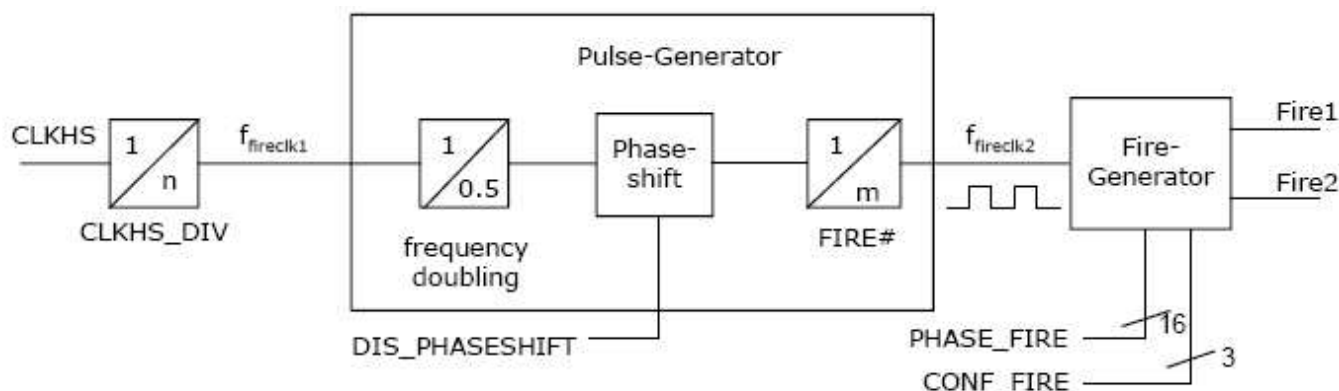 Pulse-Generator
CLKHS
1
n
CLKHS_DIV
f_fireclk1
1
0.5
frequency
doubling
Phase-
shift
DIS_PHASESHIFT
1
m
FIRE#
f_fireclk2
Fire-
Generator
Fire1
Fire2
PHASE_FIRE
16
CONF_FIRE
3